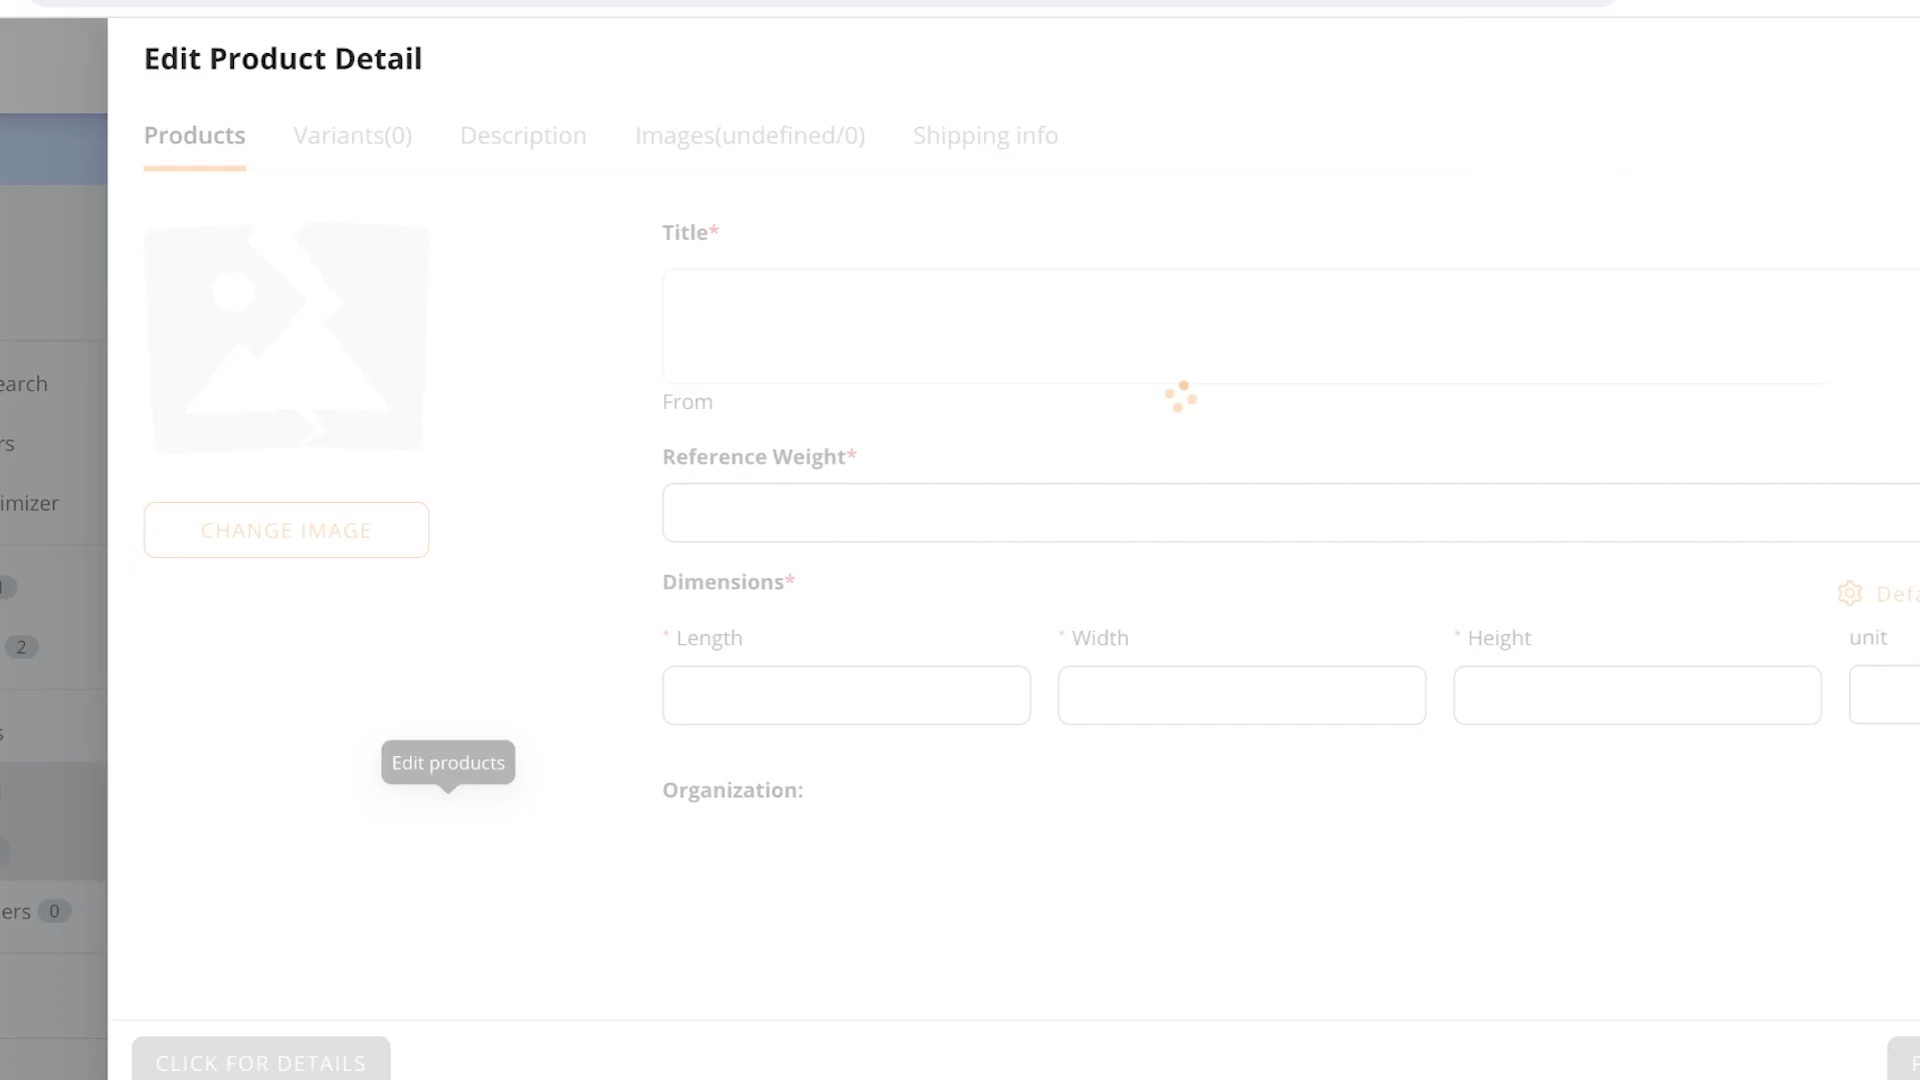 Edit Product Detail
Products Variants(0) Description Images(undefined/0) Shipping info
Title*
earch
From
rs
Reference Weight*
imizer
CHANGE IMAGE
Dimensions*
Defa
* Length * Width * Height unit
2
s
Edit products
Organization:
ers 0
CLICK FOR DETAILS